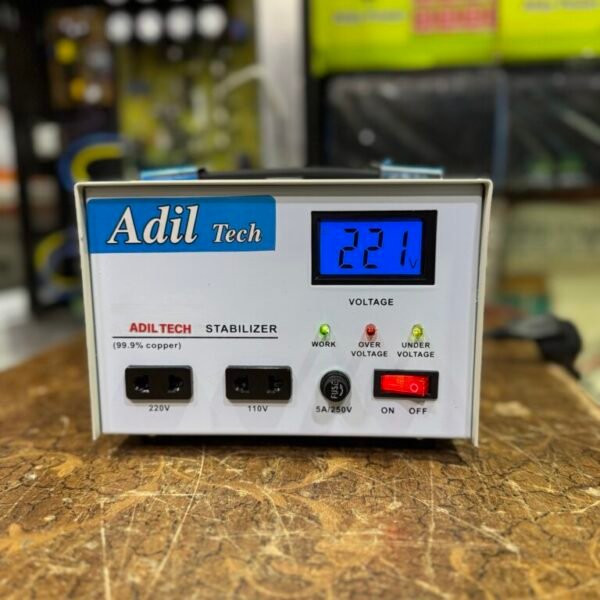 Adil Tech
221V
VOLTAGE
ADILTECH STABILIZER
(99.9% copper)
WORK
OVER
VOLTAGE
UNDER
VOLTAGE
220V
110V
FUSE
5A/250V
ON OFF